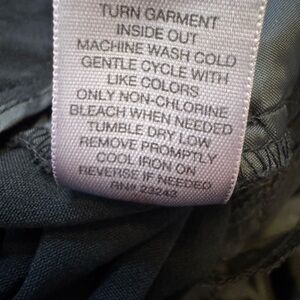 TURN GARMENT
INSIDE OUT
MACHINE WASH COLD
GENTLE CYCLE WITH
LIKE COLORS
ONLY NON-CHLORINE
BLEACH WHEN NEEDED
TUMBLE DRY LOW
REMOVE PROMPTLY
COOL IRON ON
REVERSE IF NEEDED
RN# 23243